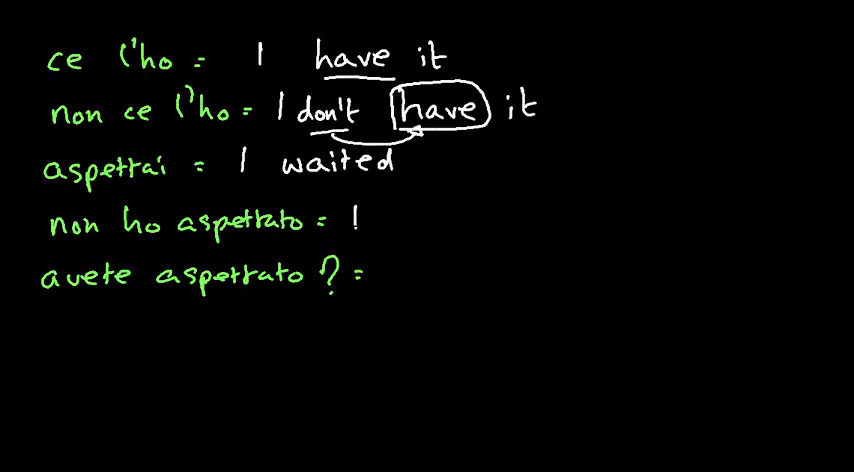 ce l'ho = I have it
non ce l'ho = I don't have it
aspettai = I waited
non ho aspettato = I
avete aspettato? =